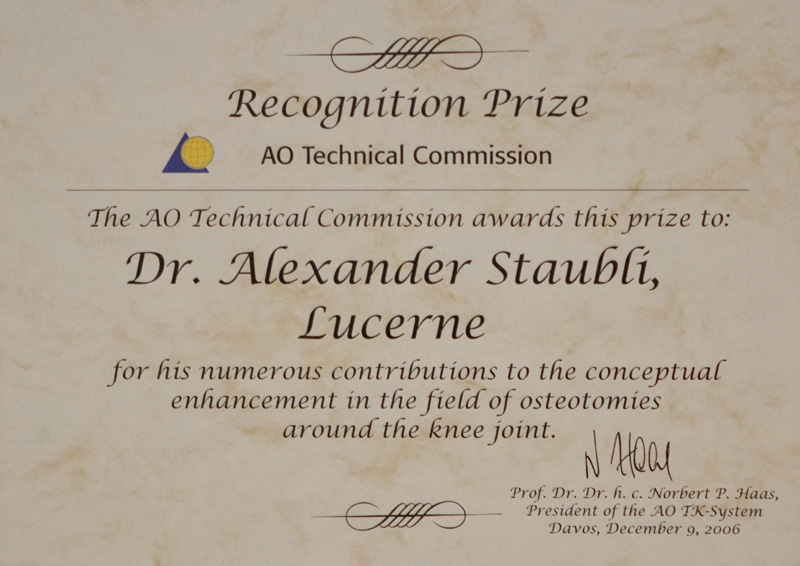 Recognition Prize
AO Technical Commission
The AO Technical Commission awards this prize to:
Dr. Alexander Staubli,
Lucerne
for his numerous contributions to the conceptual
enhancement in the field of osteotomies
around the knee joint.
N Haas
Prof. Dr. Dr. h. c. Norbert P. Haas,
President of the AO TK-System
Davos, December 9, 2006